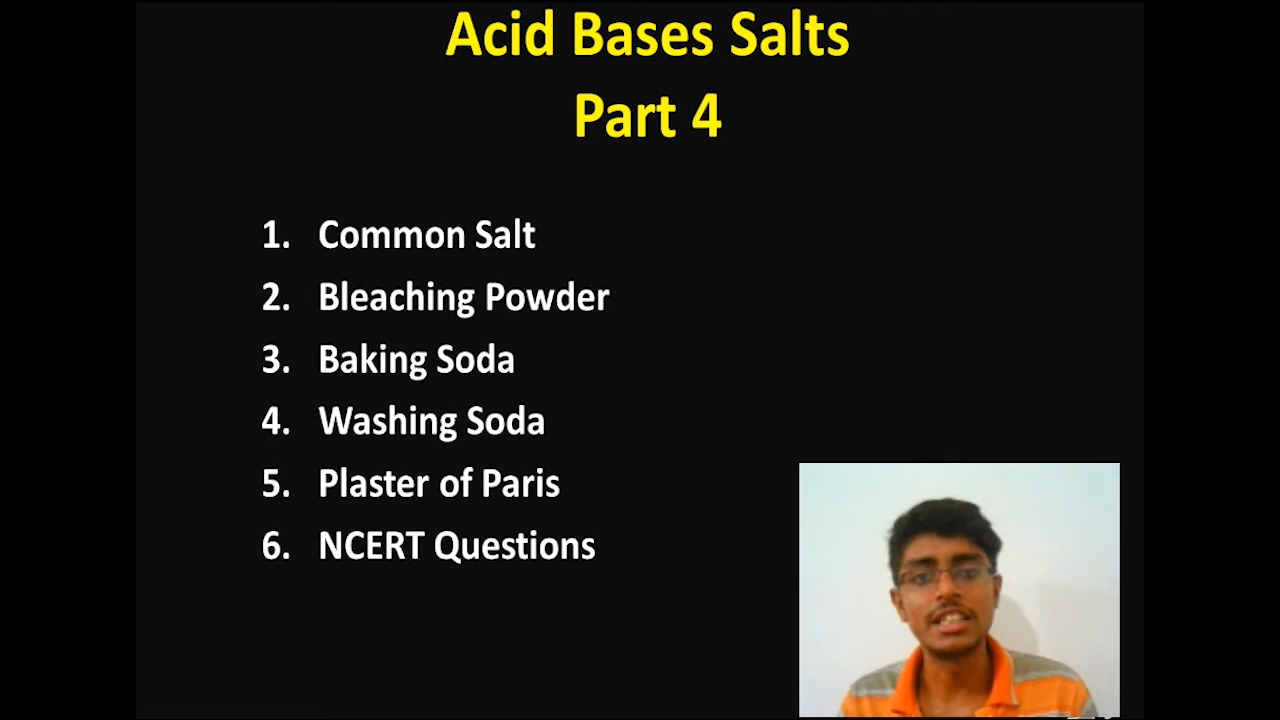 Acid Bases Salts
Part 4
1. Common Salt
2. Bleaching Powder
3. Baking Soda
4. Washing Soda
5. Plaster of Paris
6. NCERT Questions